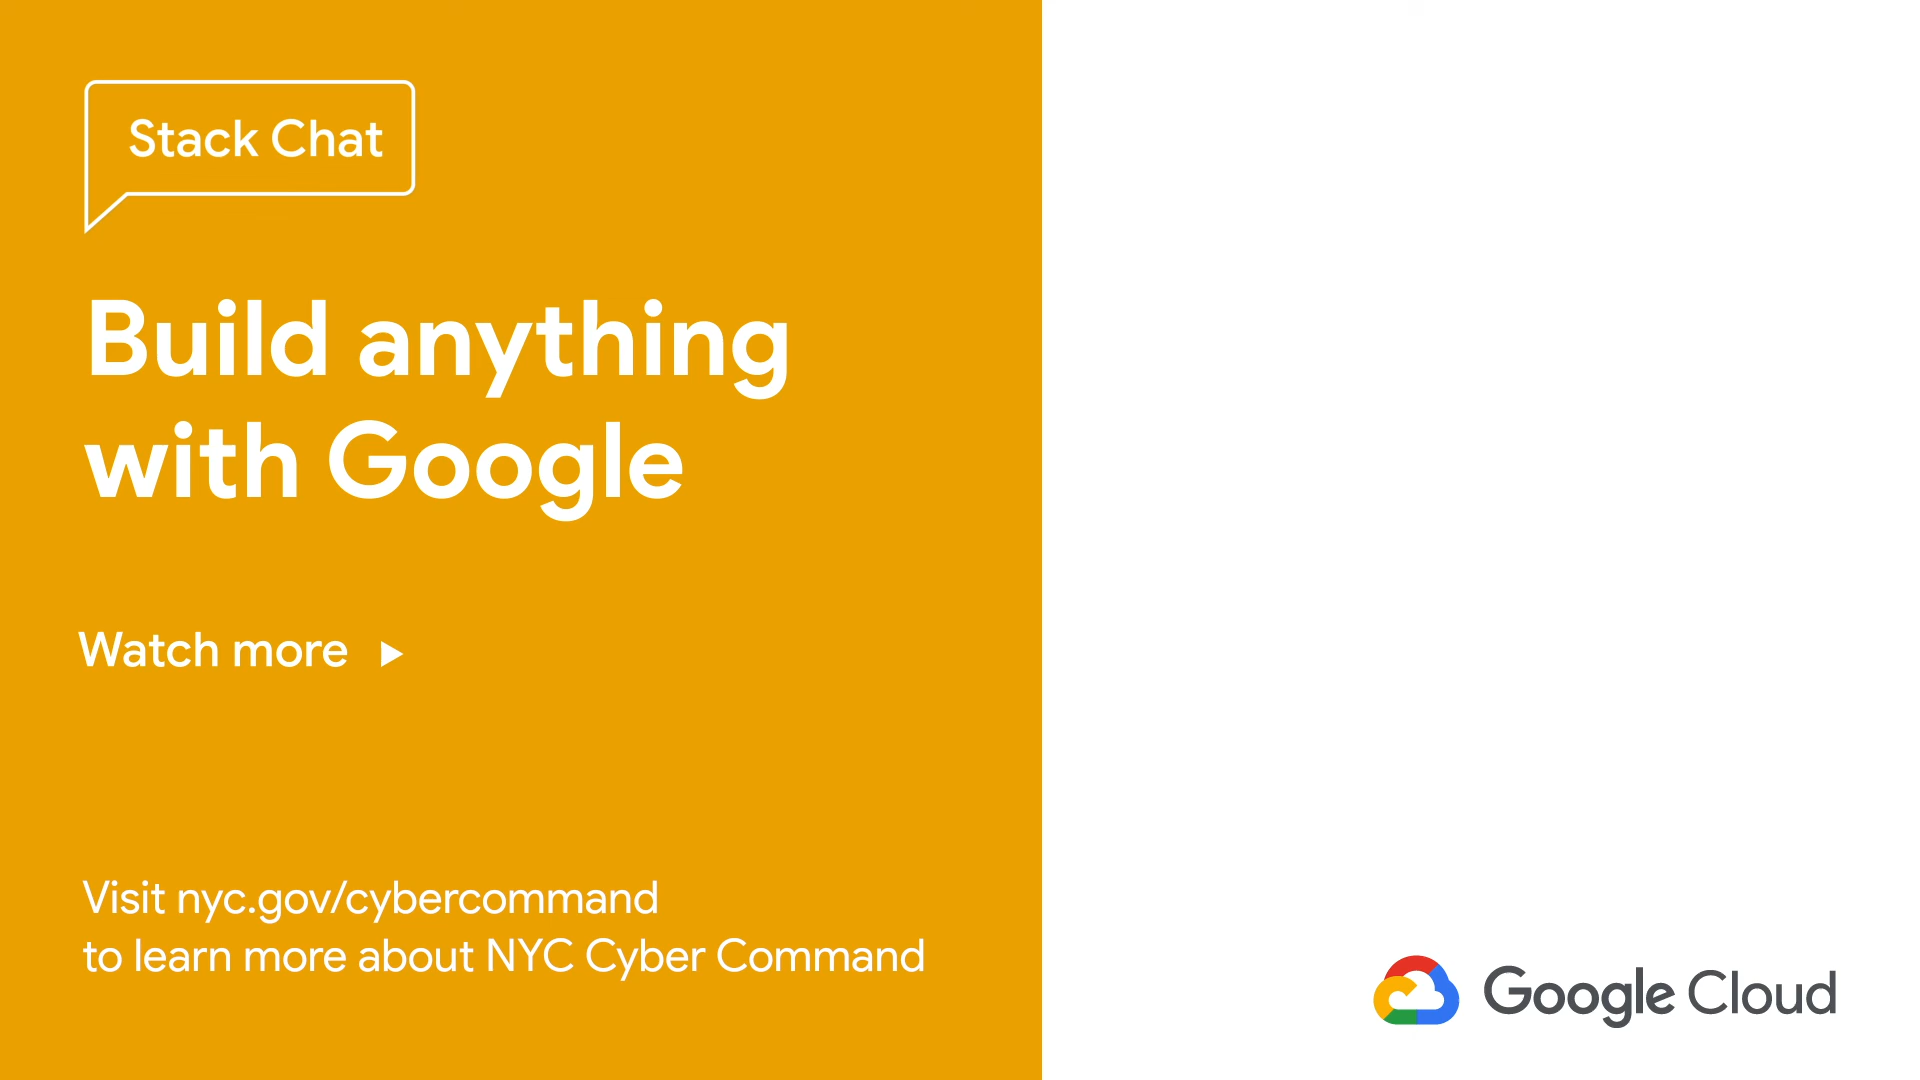 Stack Chat
Build anything
with Google
Watch more
Visit nyc.gov/cybercommand
to learn more about NYC Cyber Command
Google Cloud